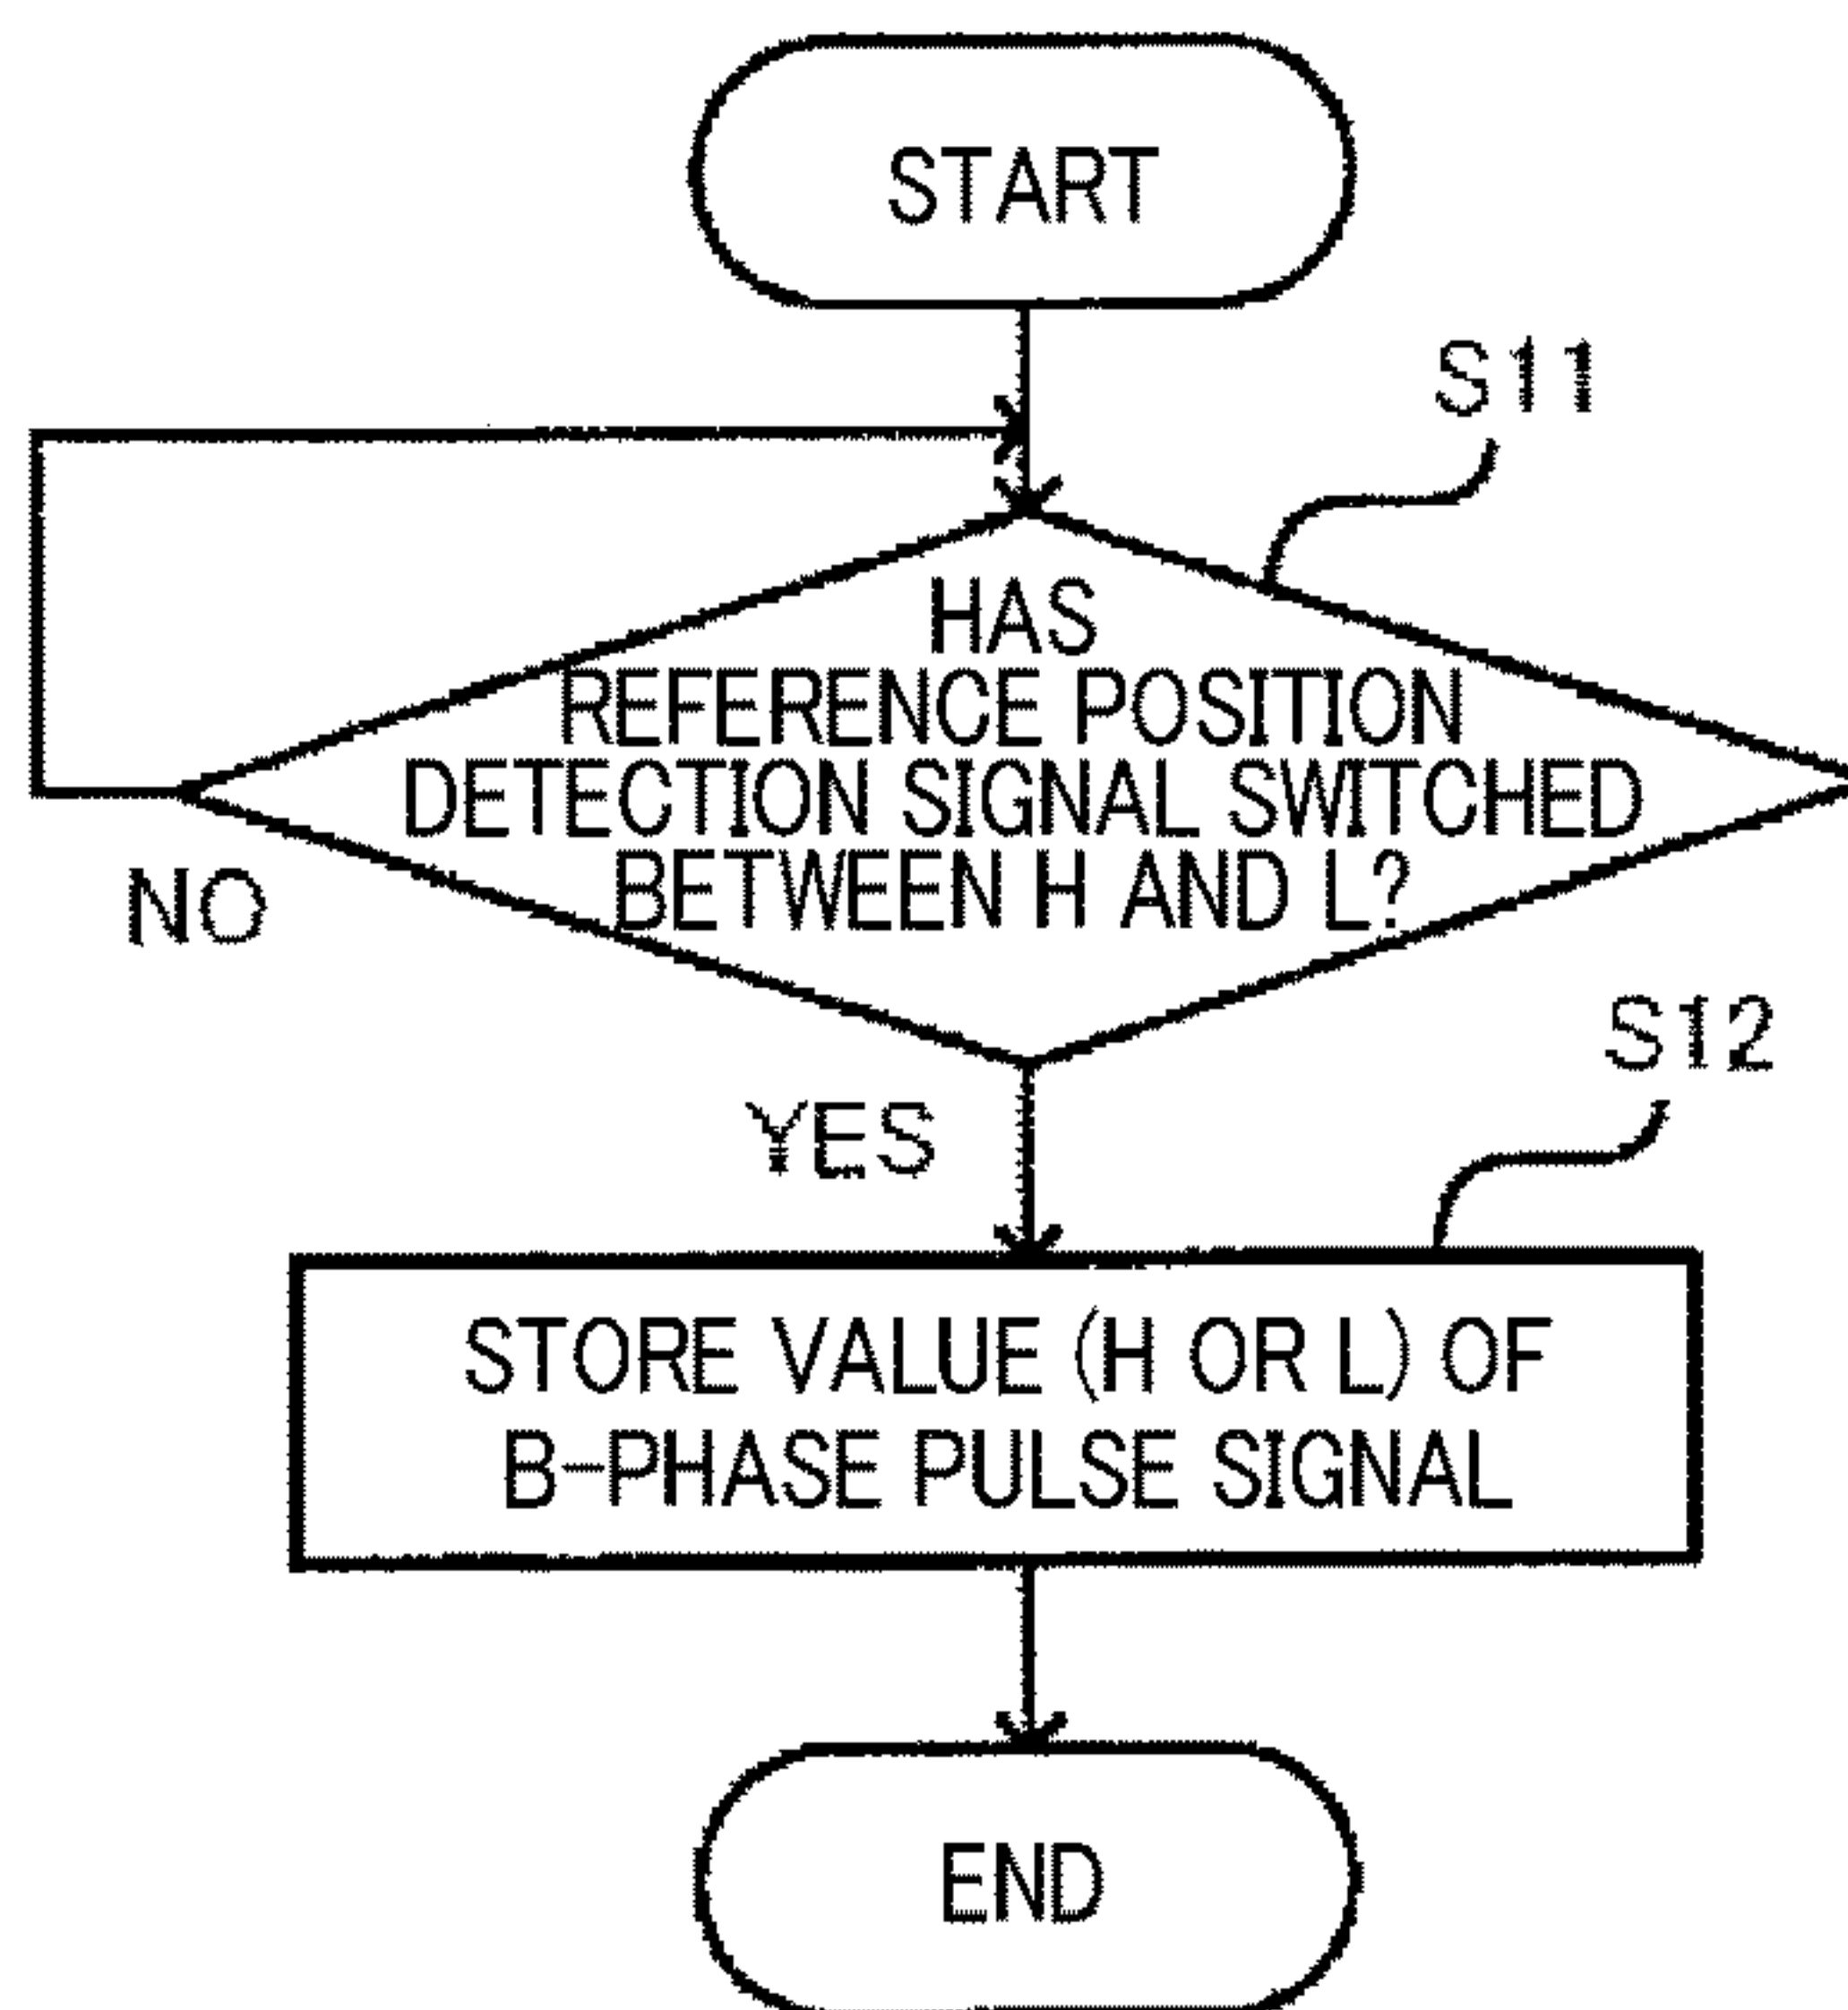 START
S11
HAS
REFERENCE POSITION
DETECTION SIGNAL SWITCHED
BETWEEN H AND L?
NO
S12
YES
STORE VALUE (H OR L) OF
B-PHASE PULSE SIGNAL
END